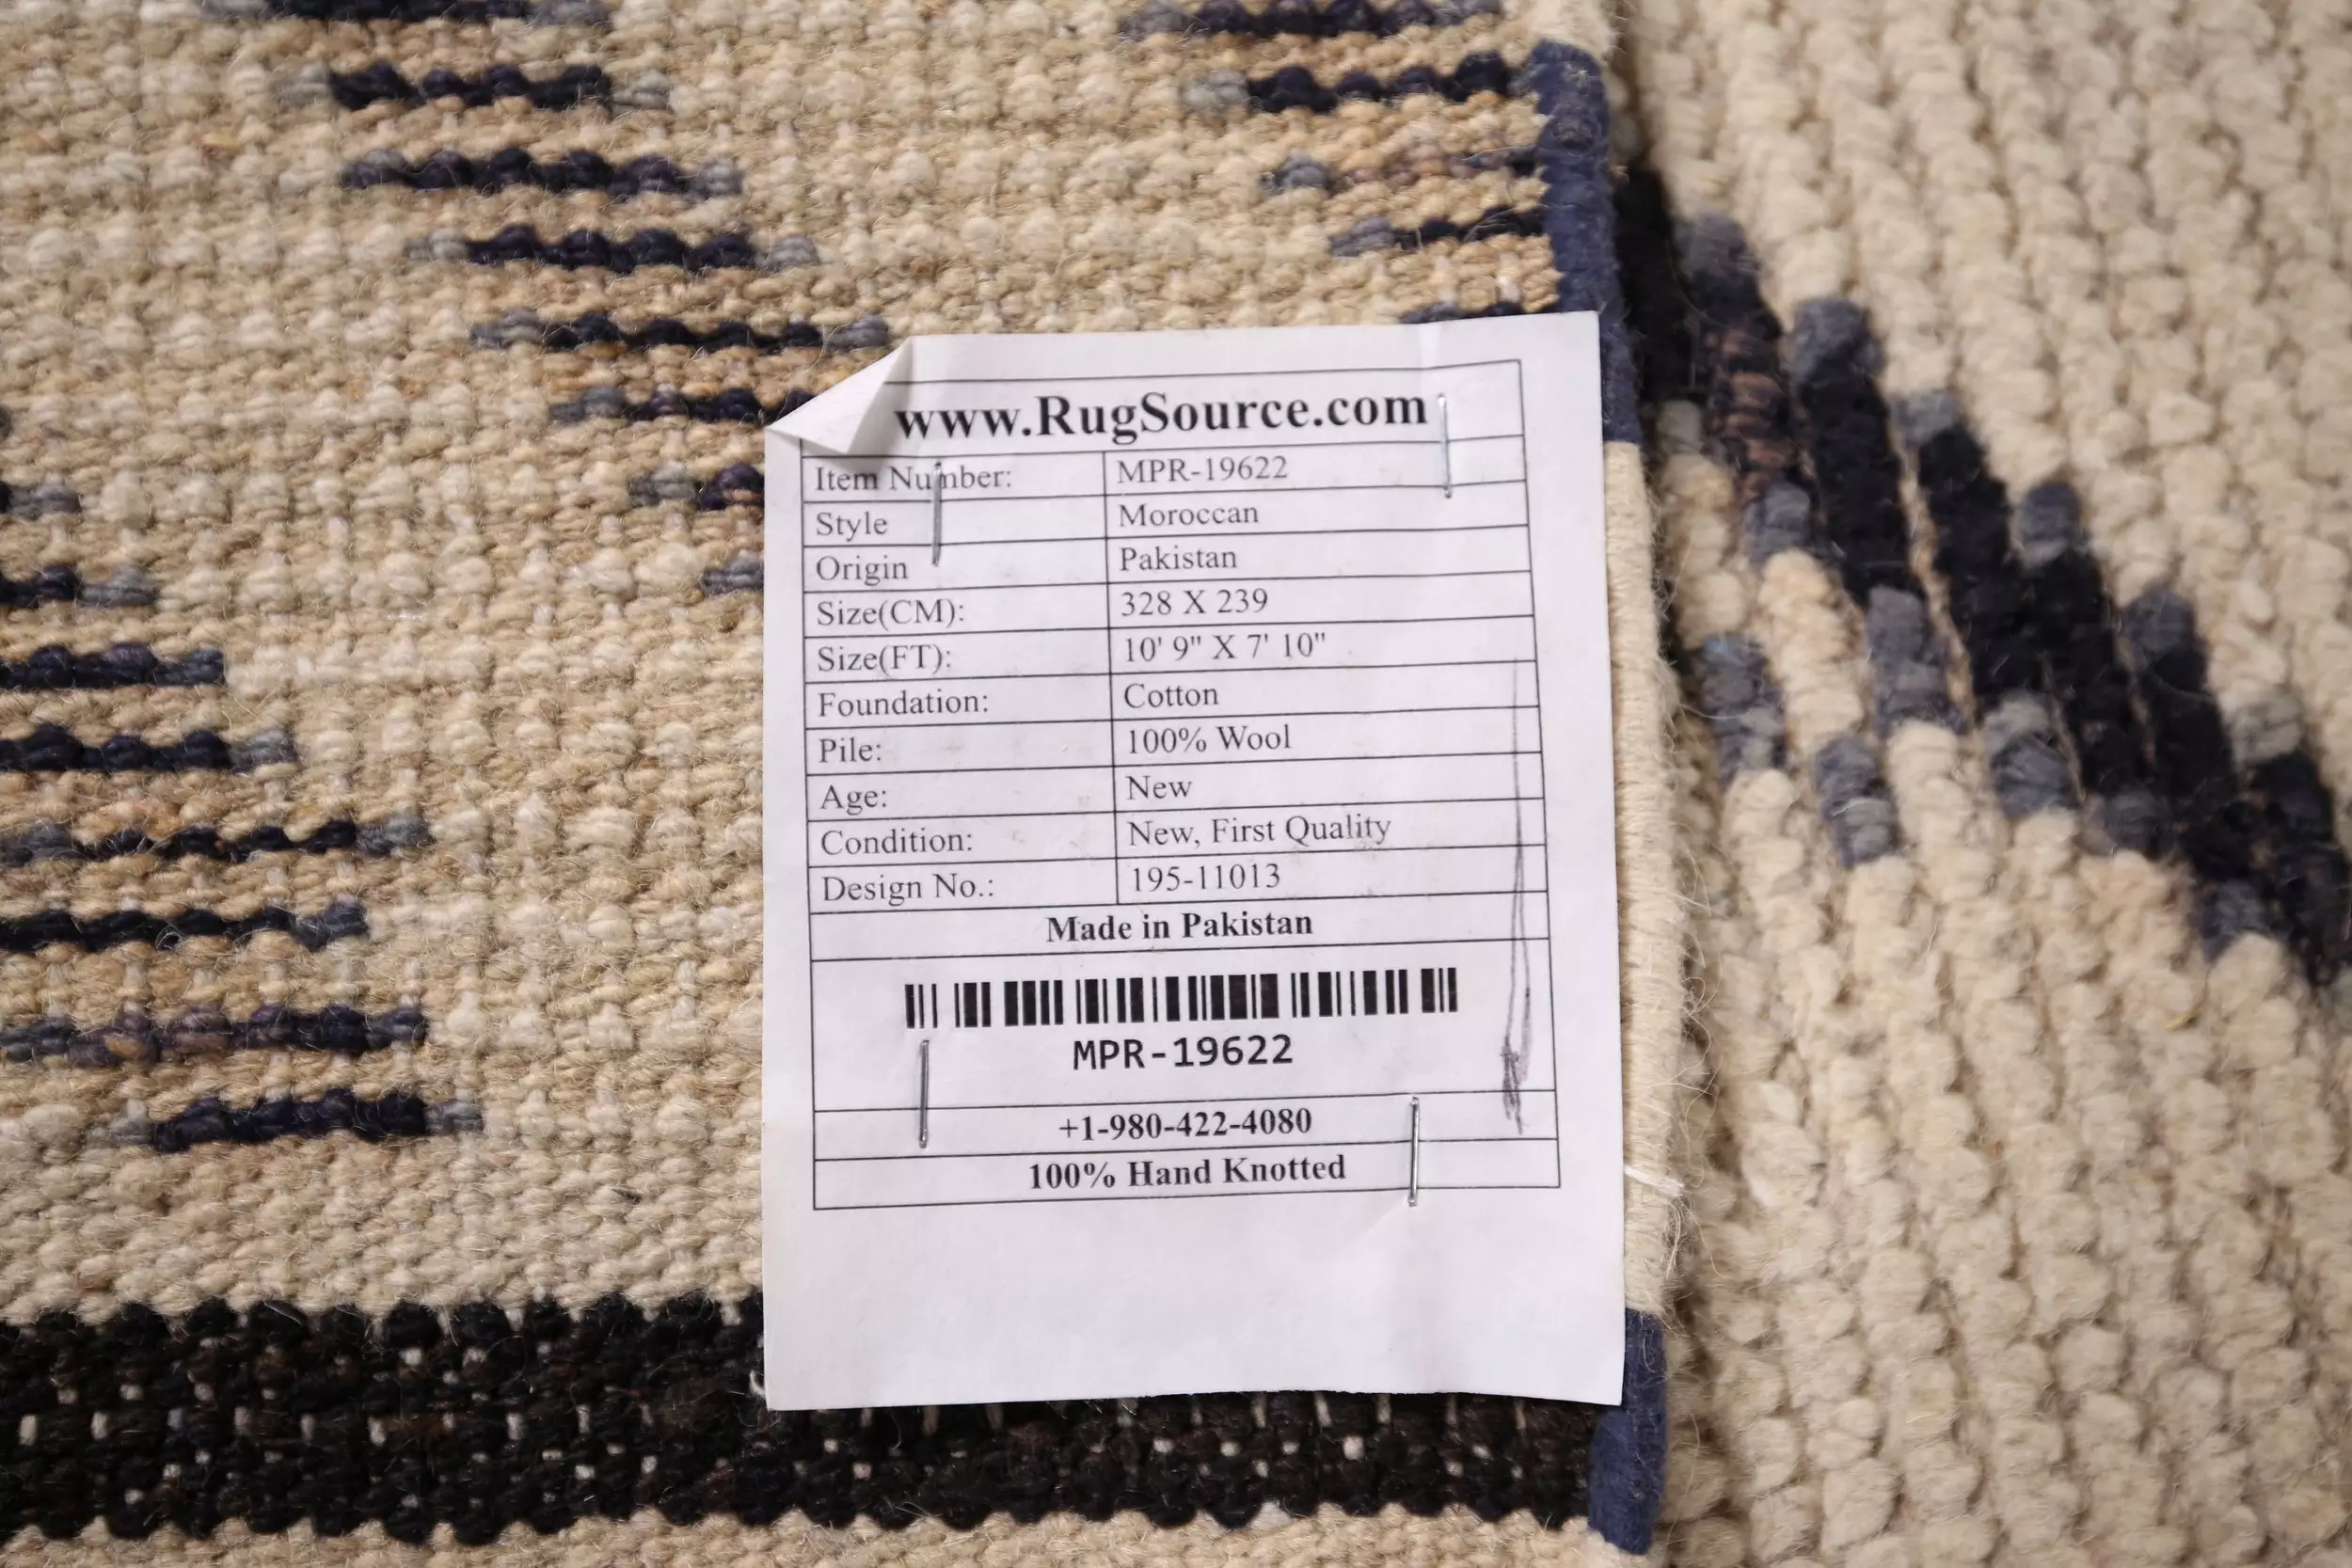 www.RugSource.com
Item Number: MPR-19622
Style Moroccan
Origin Pakistan
Size(CM): 328 X 239
Size(FT): 10' 9" X 7' 10"
Foundation: Cotton
Pile: 100% Wool
Age: New
Condition: New, First Quality
Design No.: 195-11013
Made in Pakistan
MPR-19622
+1-980-422-4080
100% Hand Knotted